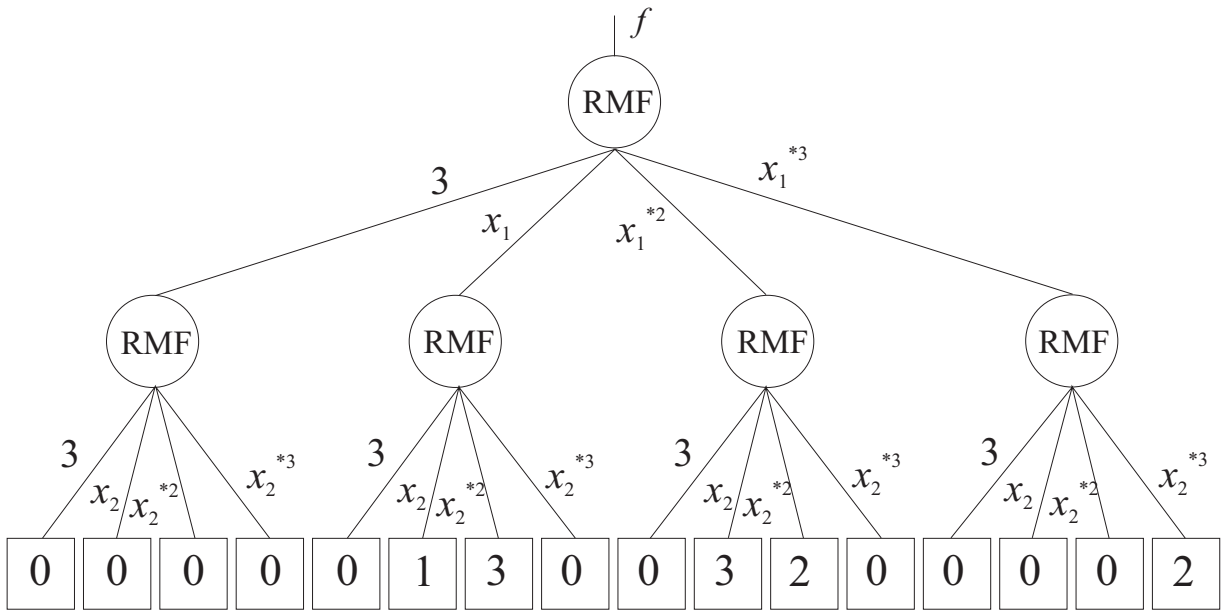 f
RMF
3 x₁ x₁*² x₁*³
RMF RMF RMF RMF
3 x₂ x₂*² x₂*³ 3 x₂ x₂*² x₂*³ 3 x₂ x₂*² x₂*³ 3 x₂ x₂*² x₂*³
0 0 0 0 0 1 3 0 0 3 2 0 0 0 0 2